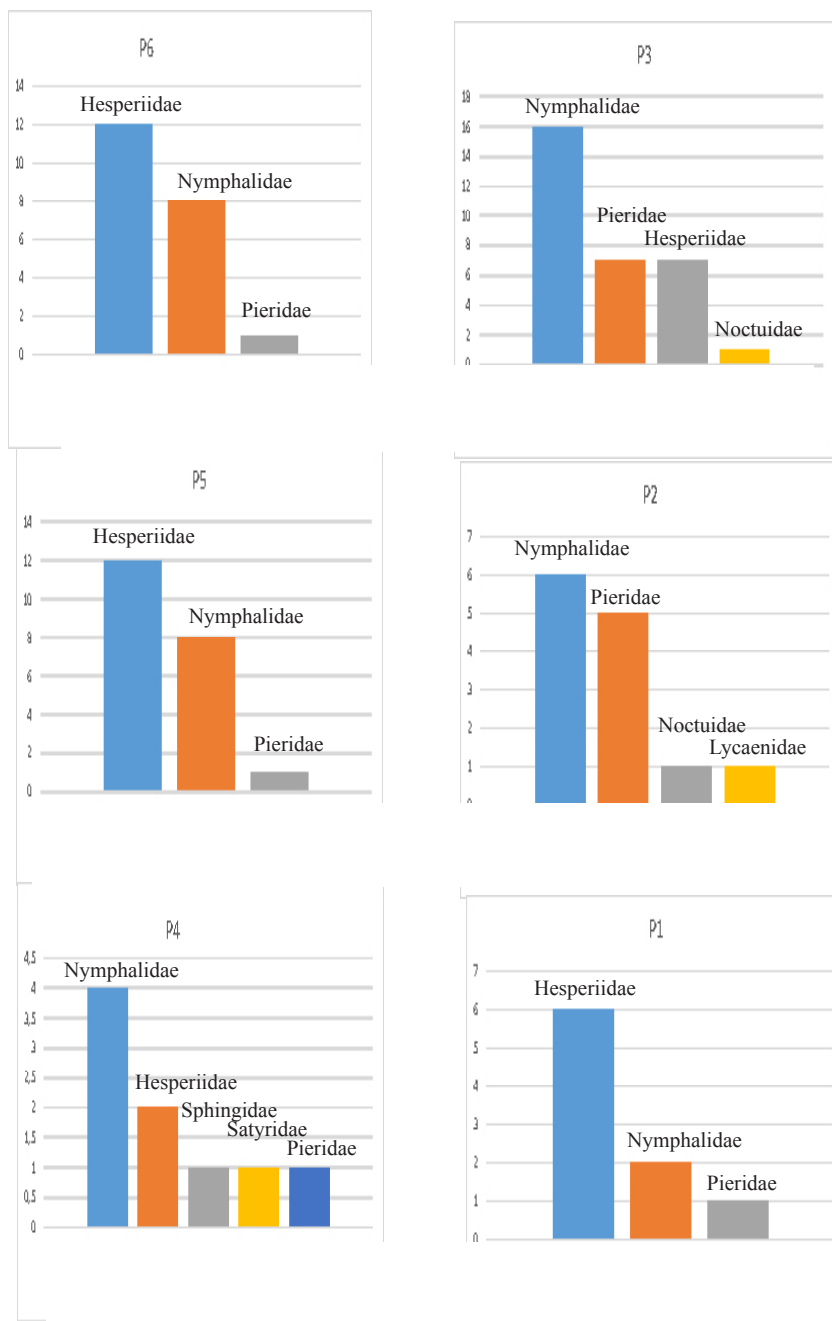 P6
14
Hesperiidae
12
10
Nymphalidae
8
6
4
Pieridae
2
0
P3
18
Nymphalidae
16
14
12
Pieridae
10
Hesperiidae
8
6
4
Noctuidae
2
0
P5
14
Hesperiidae
12
10
Nymphalidae
8
6
4
Pieridae
2
0
P2
7
Nymphalidae
6
Pieridae
5
4
3
2
Noctuidae
Lycaenidae
1
0
P4
4,5
Nymphalidae
4
3,5
3
2,5
Hesperiidae
2
Sphingidae
1,5
Satyridae
Pieridae
1
0,5
0
P1
7
Hesperiidae
6
5
4
3
Nymphalidae
2
Pieridae
1
0